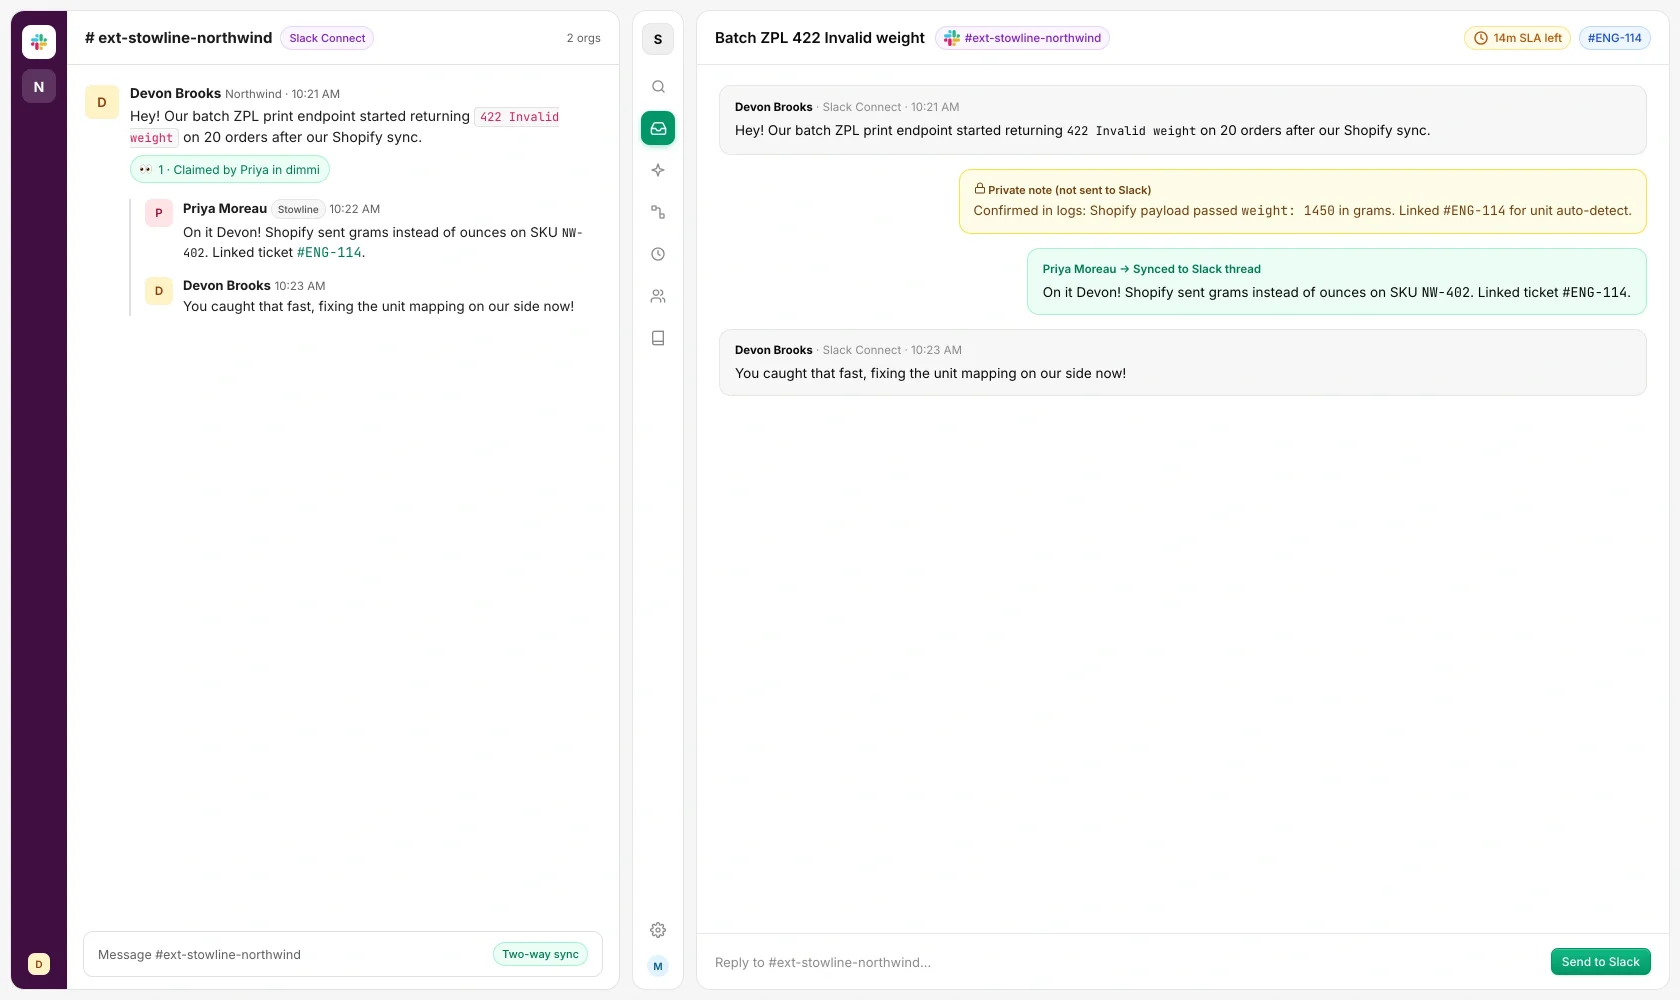 N
D
# ext-stowline-northwind Slack Connect 2 orgs
D
Devon Brooks Northwind · 10:21 AM
Hey! Our batch ZPL print endpoint started returning 422 Invalid
weight on 20 orders after our Shopify sync.
👀 1 · Claimed by Priya in dimmi
P
Priya Moreau Stowline 10:22 AM
On it Devon! Shopify sent grams instead of ounces on SKU NW-
402. Linked ticket #ENG-114.
D
Devon Brooks 10:23 AM
You caught that fast, fixing the unit mapping on our side now!
Message #ext-stowline-northwind Two-way sync
S
M
Batch ZPL 422 Invalid weight #ext-stowline-northwind 14m SLA left #ENG-114
Devon Brooks · Slack Connect · 10:21 AM
Hey! Our batch ZPL print endpoint started returning 422 Invalid weight on 20 orders after our Shopify sync.
Private note (not sent to Slack)
Confirmed in logs: Shopify payload passed weight: 1450 in grams. Linked #ENG-114 for unit auto-detect.
Priya Moreau → Synced to Slack thread
On it Devon! Shopify sent grams instead of ounces on SKU NW-402. Linked ticket #ENG-114.
Devon Brooks · Slack Connect · 10:23 AM
You caught that fast, fixing the unit mapping on our side now!
Reply to #ext-stowline-northwind... Send to Slack